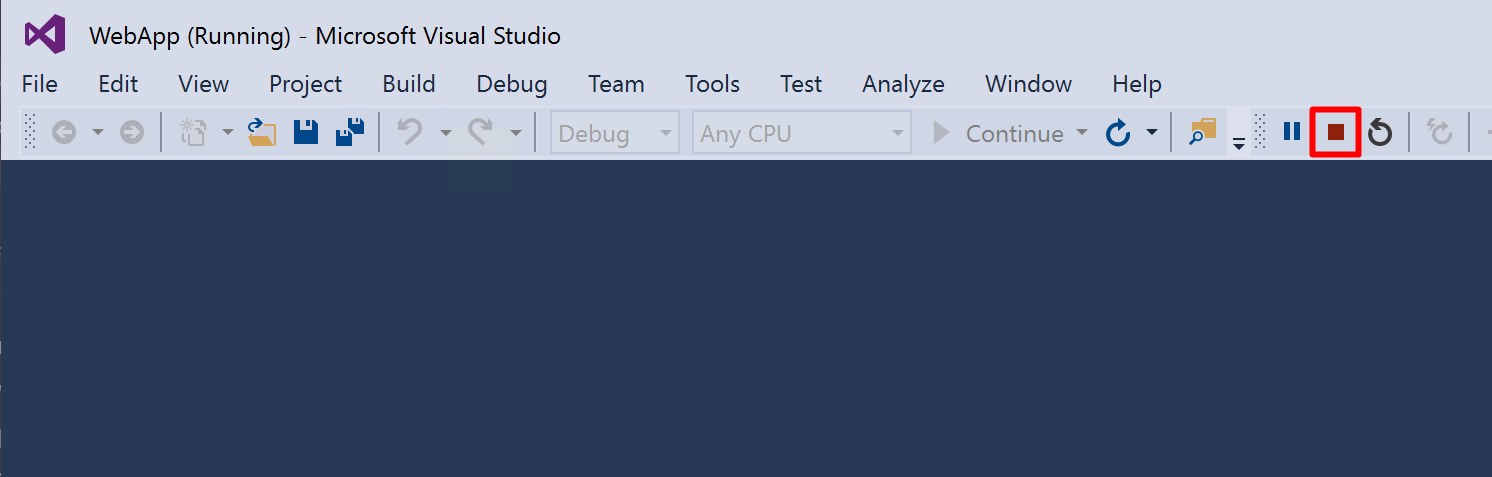 WebApp (Running) - Microsoft Visual Studio
File Edit View Project Build Debug Team Tools Test Analyze Window Help
Debug Any CPU Continue